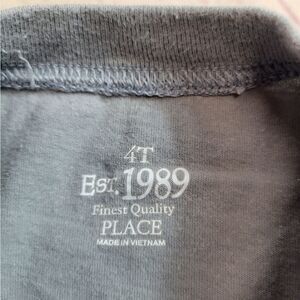 4T
EST. 1989
Finest Quality
PLACE
MADE IN VIETNAM